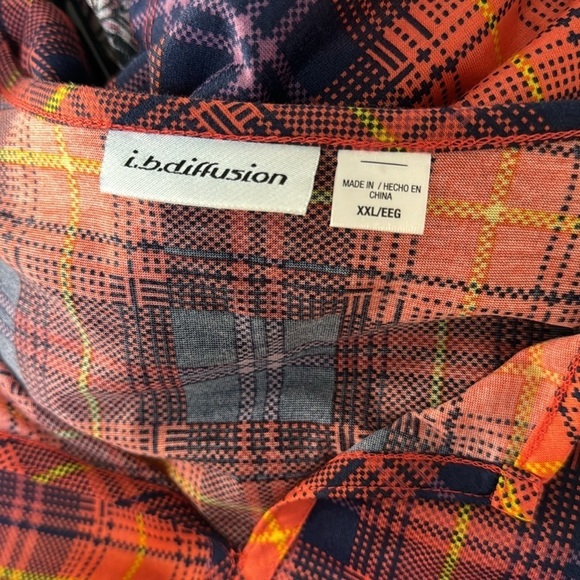 i.b.diffusion
MADE IN / HECHO EN
CHINA
XXL/EEG